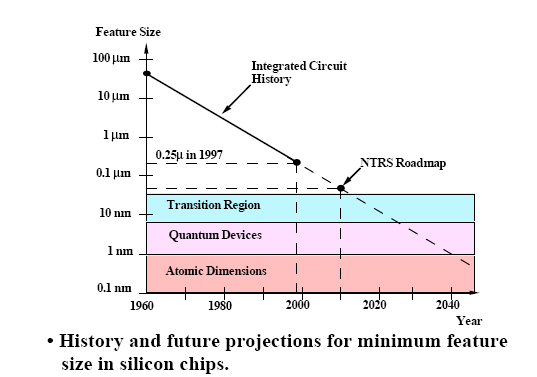 Feature Size
100 µm
Integrated Circuit
History
10 µm
1 µm
0.25µ in 1997
NTRS Roadmap
0.1 µm
Transition Region
10 nm
Quantum Devices
1 nm
Atomic Dimensions
0.1 nm
1960 1980 2000 2020 2040
Year
• History and future projections for minimum feature
size in silicon chips.